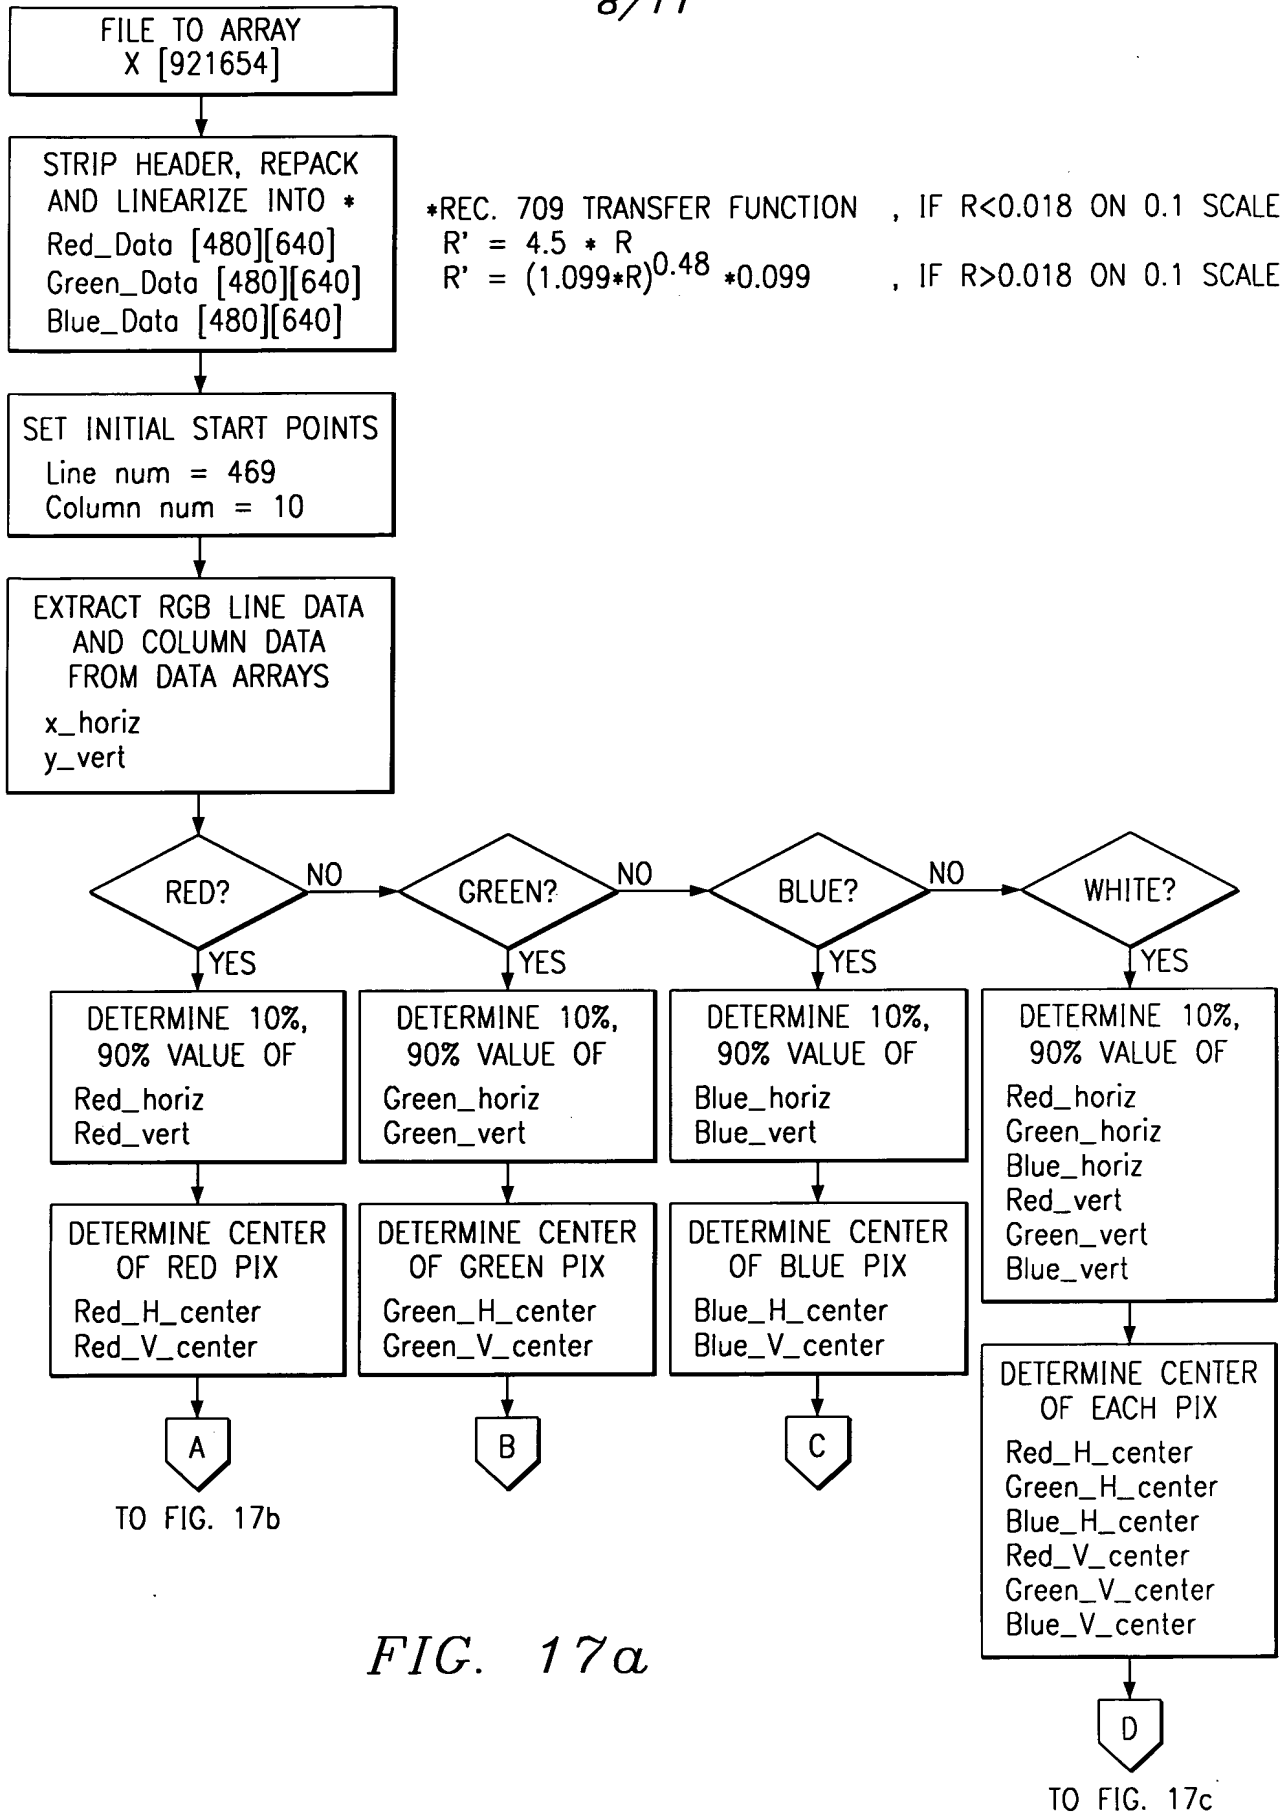 8/11
FILE TO ARRAY
X [921654]
STRIP HEADER, REPACK
AND LINEARIZE INTO *
Red_Data [480][640]
Green_Data [480][640]
Blue_Data [480][640]
*REC. 709 TRANSFER FUNCTION , IF R<0.018 ON 0.1 SCALE
R' = 4.5 * R
R' = (1.099*R)^0.48 *0.099 , IF R>0.018 ON 0.1 SCALE
SET INITIAL START POINTS
Line num = 469
Column num = 10
EXTRACT RGB LINE DATA
AND COLUMN DATA
FROM DATA ARRAYS
x_horiz
y_vert
RED?
NO
GREEN?
NO
BLUE?
NO
WHITE?
YES
YES
YES
YES
DETERMINE 10%,
90% VALUE OF
Red_horiz
Red_vert
DETERMINE 10%,
90% VALUE OF
Green_horiz
Green_vert
DETERMINE 10%,
90% VALUE OF
Blue_horiz
Blue_vert
DETERMINE 10%,
90% VALUE OF
Red_horiz
Green_horiz
Blue_horiz
Red_vert
Green_vert
Blue_vert
DETERMINE CENTER
OF RED PIX
Red_H_center
Red_V_center
DETERMINE CENTER
OF GREEN PIX
Green_H_center
Green_V_center
DETERMINE CENTER
OF BLUE PIX
Blue_H_center
Blue_V_center
DETERMINE CENTER
OF EACH PIX
Red_H_center
Green_H_center
Blue_H_center
Red_V_center
Green_V_center
Blue_V_center
A
B
C
TO FIG. 17b
D
TO FIG. 17c
FIG. 17a